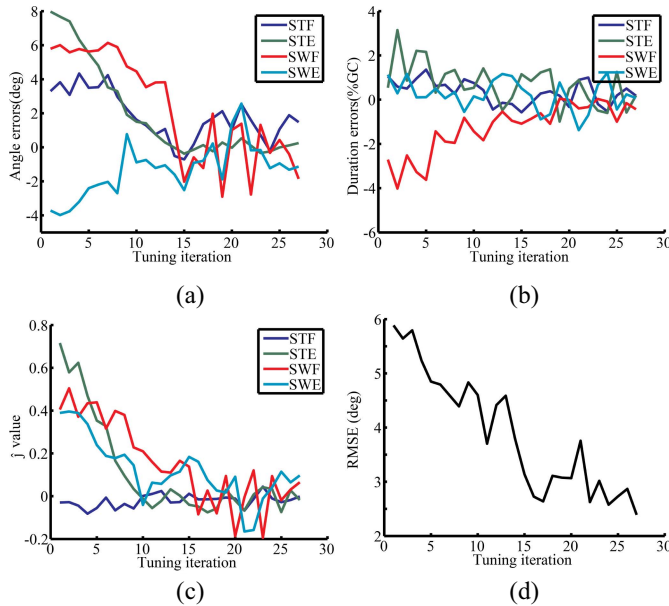 8
6
4
2
0
-2
-4
Angle errors(deg)
0 5 10 15 20 25 30
Tuning iteration
STF
STE
SWF
SWE
(a)
4
2
0
-2
-4
-6
Duration errors(%GC)
0 5 10 15 20 25 30
Tuning iteration
STF
STE
SWF
SWE
(b)
0.8
0.6
0.4
0.2
0
-0.2
ĵ value
0 5 10 15 20 25 30
Tuning iteration
STF
STE
SWF
SWE
(c)
6
5
4
3
2
RMSE (deg)
0 5 10 15 20 25 30
Tuning iteration
(d)